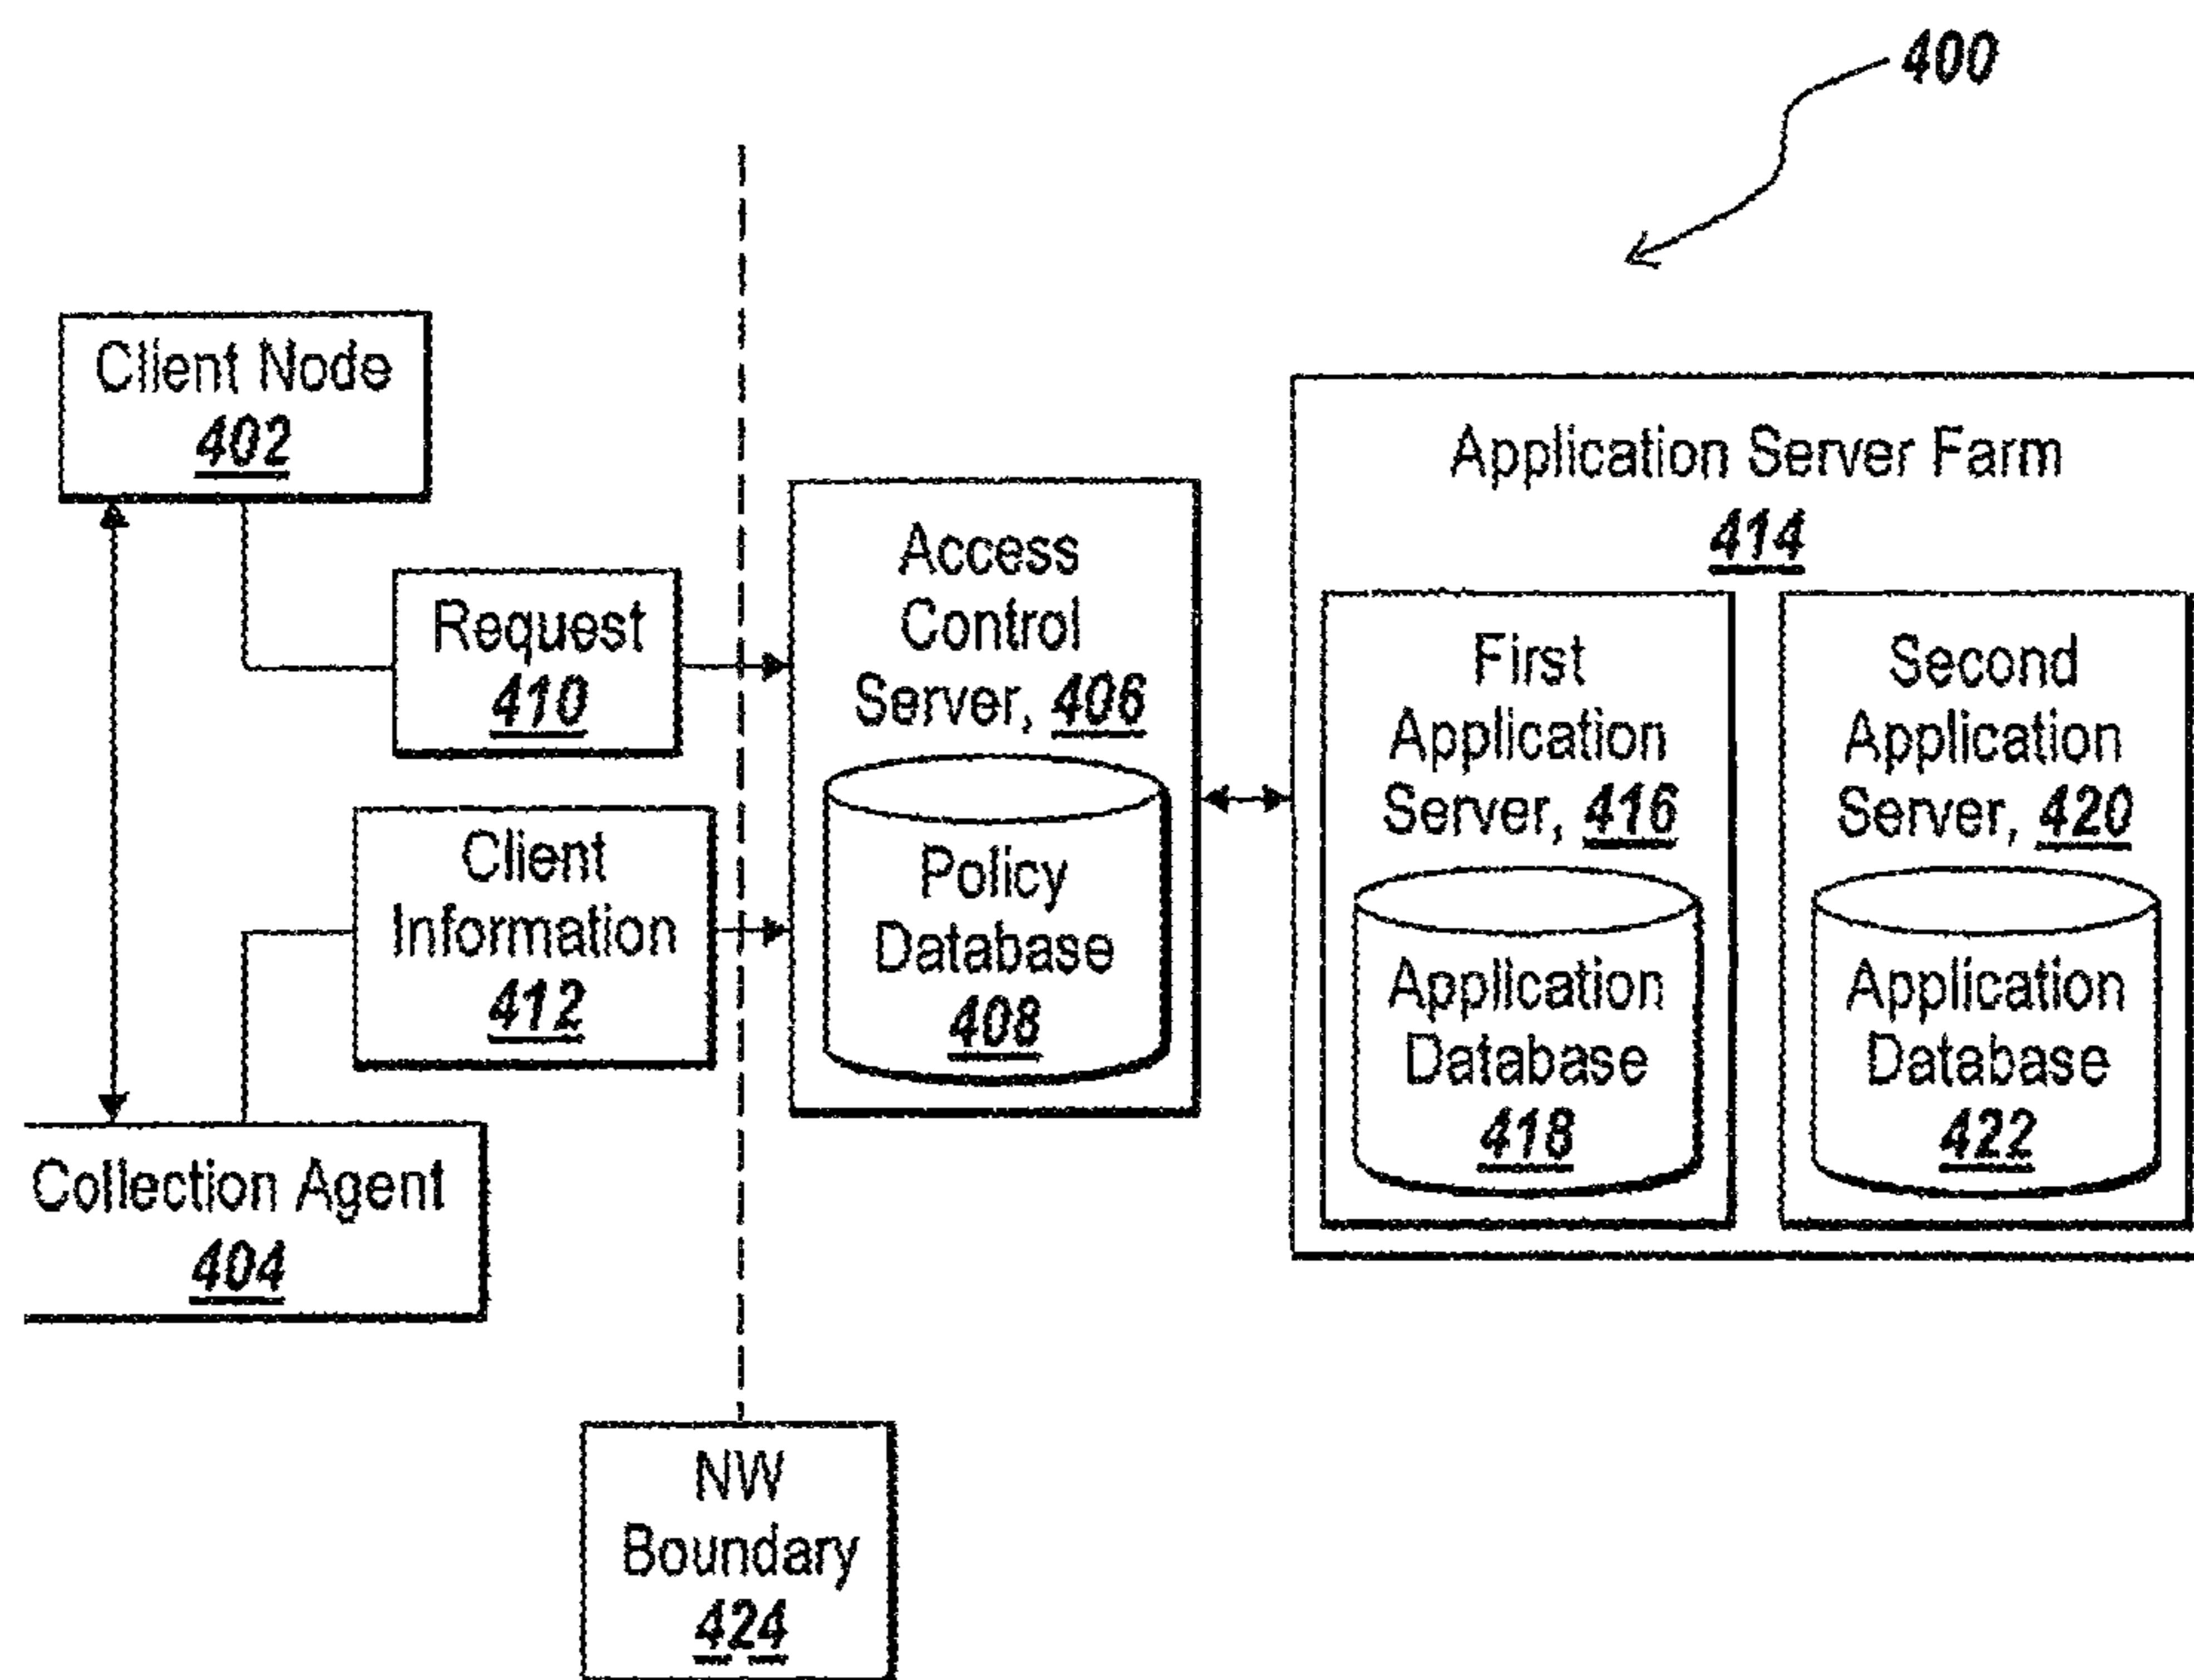 400
Client Node
402
Request
410
Client
Information
412
Collection Agent
404
NW
Boundary
424
Access
Control
Server, 406
Policy
Database
408
Application Server Farm
414
First
Application
Server, 416
Application
Database
418
Second
Application
Server, 420
Application
Database
422